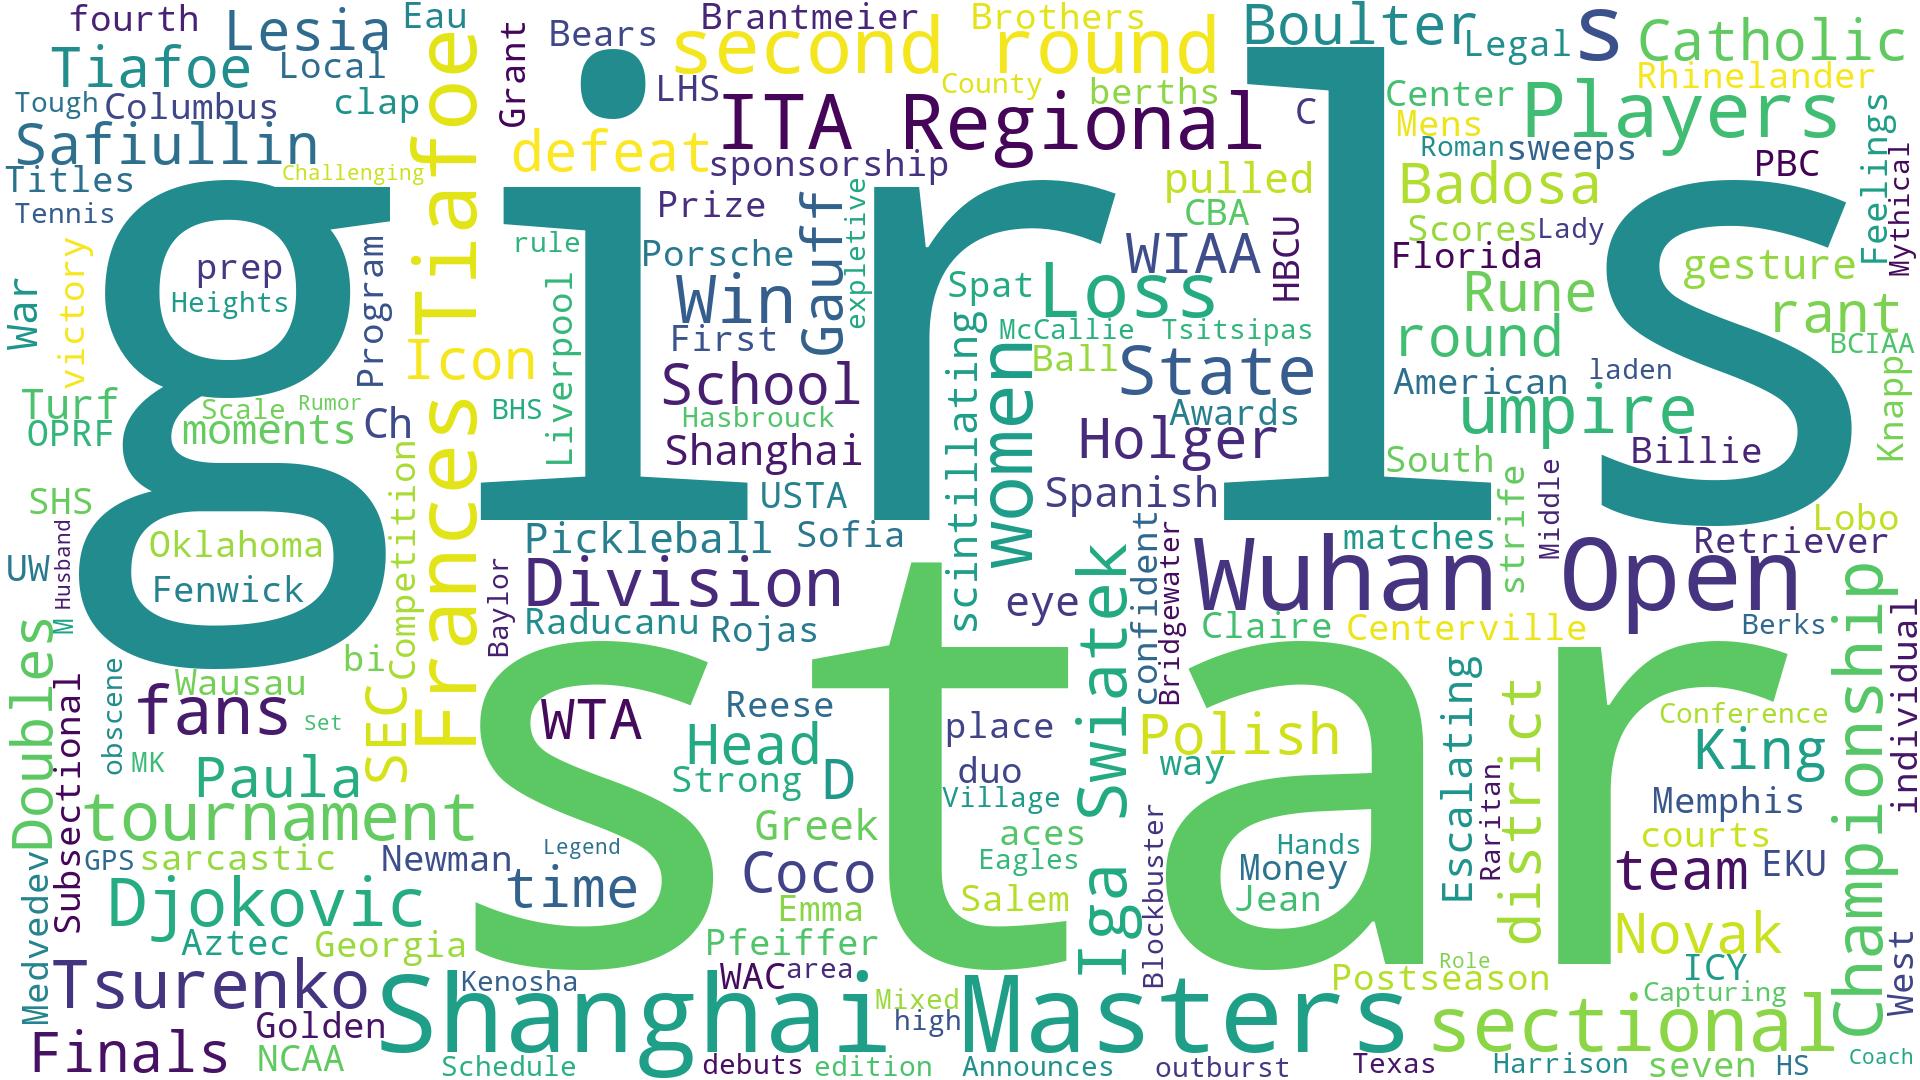 fourth
Lesia
Eau
Brantmeier
Brothers
Boulter
Legal
s
Catholic
Tiafoe
Local
Bears
second round
Rhinelander
Tough
Columbus
clap
Grant
LHS
County
berths
C
Center
Players
Safiullin
defeat
ITA Regional
Mens
Roman
sweeps
PBC
Feelings
Mythical
Titles
Challenging
sponsorship
pulled
Badosa
Tennis
Prize
Gauff
expletive
CBA
Scores
Lady
girls
victory
War
prep
Heights
Program
Frances Tiafoe
rule
Porsche
WIAA
HBCU
Florida
gesture
Liverpool
Win
Spat
Loss
Rune
rant
First
McCallie
Tsitsipas
round
BCIAA
Icon
School
scintillating
women
Ball
State
American
laden
Turf
OPRF
Scale
Rumor
moments
Ch
BHS
Hasbrouck
Awards
umpire
Knapp
Shanghai
Holger
Billie
South
SHS
Competition
USTA
Spanish
strife
Middle
Lobo
Oklahoma
Pickleball
Sofia
matches
Retriever
UW
Husband
M
Fenwick
Baylor
Division
eye
confident
Bridgewater
Wuhan Open
Raducanu
Rojas
Claire
Centerville
Berks
star
bi
Wausau
obscene
Subsectional
Doubles
fans
Set
SEC
WTA
Reese
place
Iga Swiatek
Polish
Escalating
district
Conference
Championship
individual
MK
Paula
Head
way
King
Strong
D
duo
Village
Raritan
Memphis
tournament
Greek
aces
Blockbuster
Hands
courts
GPS
sarcastic
Newman
Legend
Eagles
Money
team
EKU
Medvedev
Djokovic
time
Coco
Emma
Salem
Jean
Aztec
Georgia
Pfeiffer
Novak
West
Tsurenko
Kenosha
WAC
area
Role
Postseason
ICY
Golden
Shanghai Masters
Mixed
high
Capturing
sectional
Finals
NCAA
Schedule
debuts
edition
Announces
outburst
Texas
Harrison
seven
HS
Coach